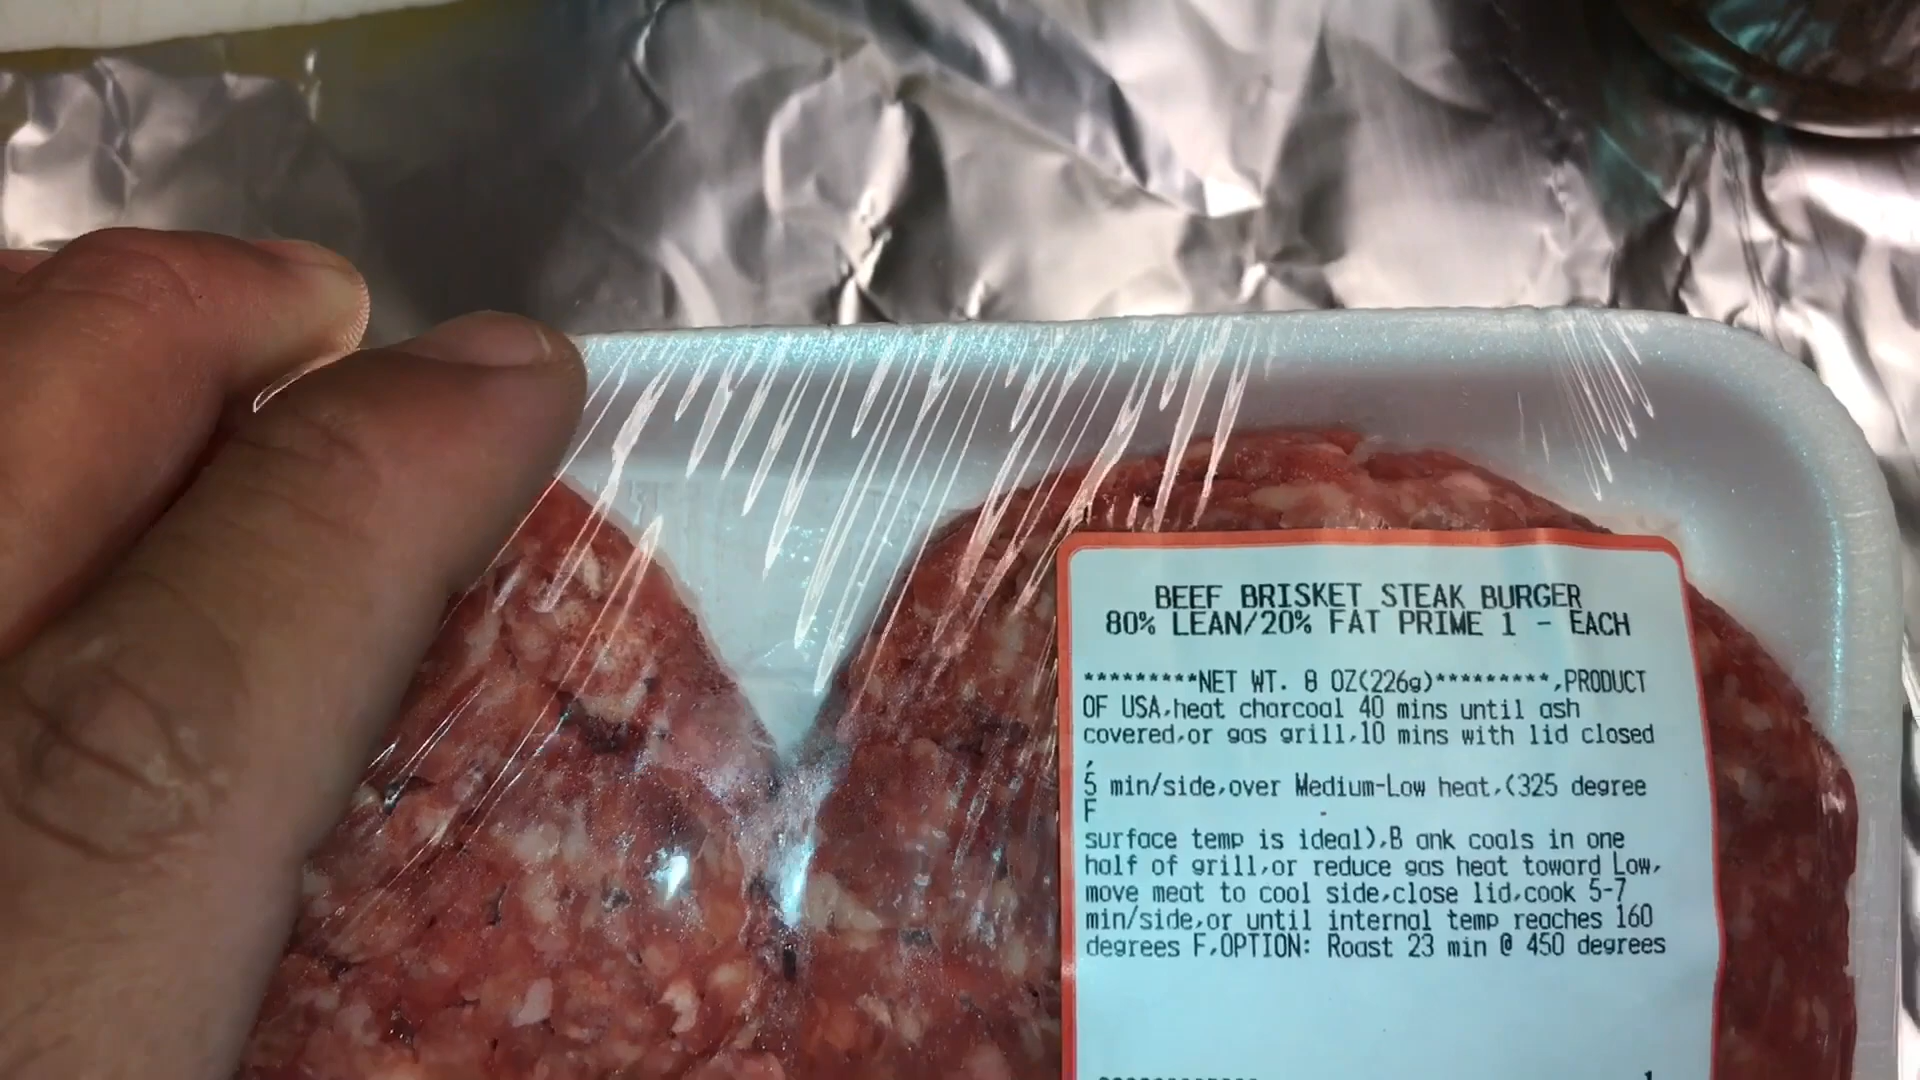 BEEF BRISKET STEAK BURGER
80% LEAN/20% FAT PRIME 1 - EACH
*********NET WT. 8 OZ(226g)*********,PRODUCT
OF USA,heat charcoal 40 mins until ash
covered,or gas grill,10 mins with lid closed
,
5 min/side,over Medium-Low heat,(325 degree
F
surface temp is ideal),B ank coals in one
half of grill,or reduce gas heat toward Low,
move meat to cool side,close lid,cook 5-7
min/side,or until internal temp reaches 160
degrees F,OPTION: Roast 23 min @ 450 degrees